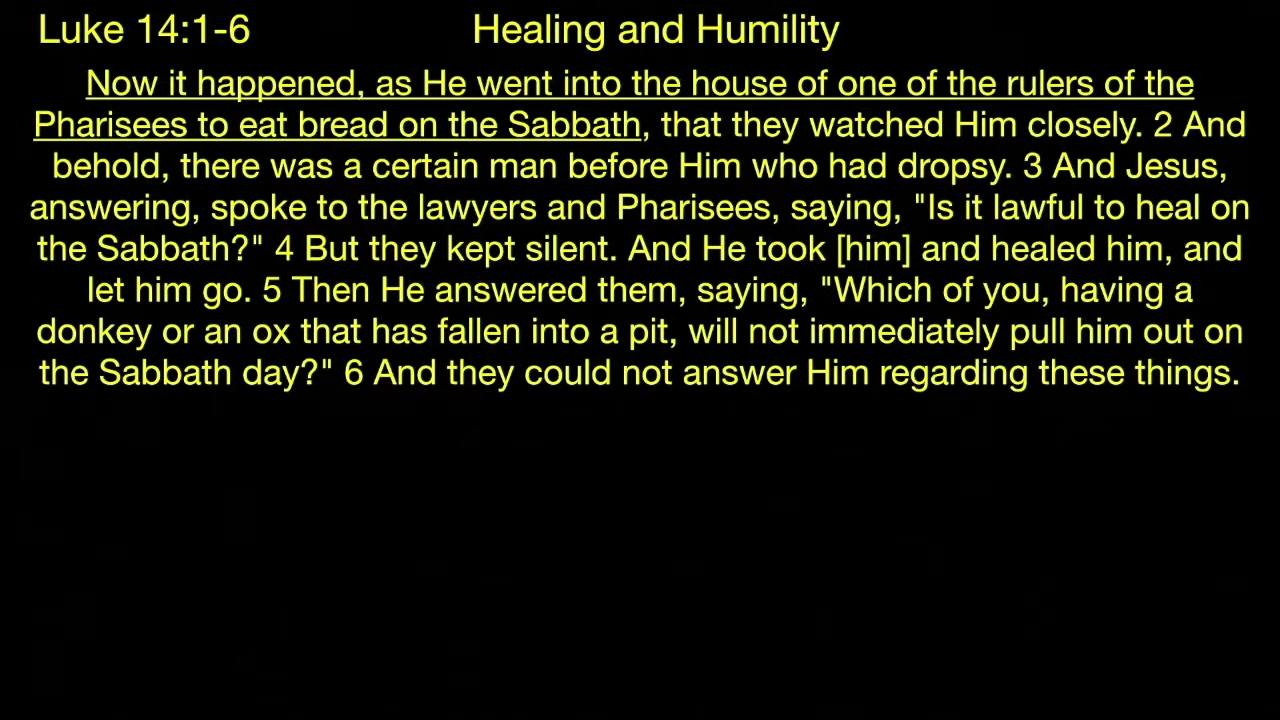 Luke 14:1-6 Healing and Humility
Now it happened, as He went into the house of one of the rulers of the
Pharisees to eat bread on the Sabbath, that they watched Him closely. 2 And
behold, there was a certain man before Him who had dropsy. 3 And Jesus,
answering, spoke to the lawyers and Pharisees, saying, "Is it lawful to heal on
the Sabbath?" 4 But they kept silent. And He took [him] and healed him, and
let him go. 5 Then He answered them, saying, "Which of you, having a
donkey or an ox that has fallen into a pit, will not immediately pull him out on
the Sabbath day?" 6 And they could not answer Him regarding these things.